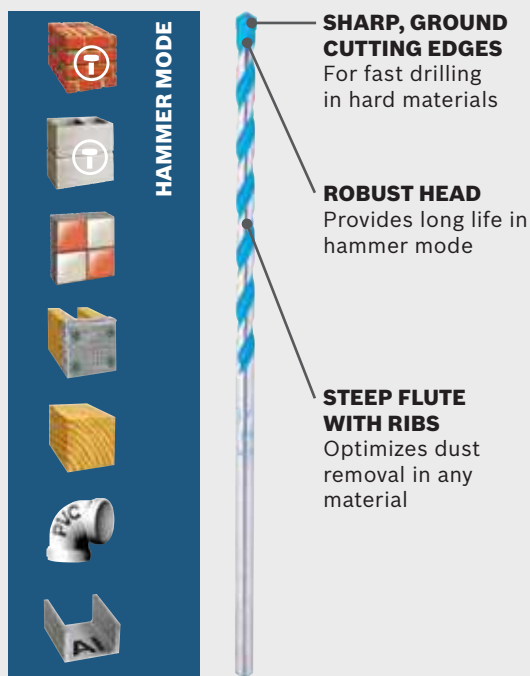 HAMMER MODE
SHARP, GROUND
CUTTING EDGES
For fast drilling
in hard materials
ROBUST HEAD
Provides long life in
hammer mode
STEEP FLUTE
WITH RIBS
Optimizes dust
removal in any
material
PVC
Al